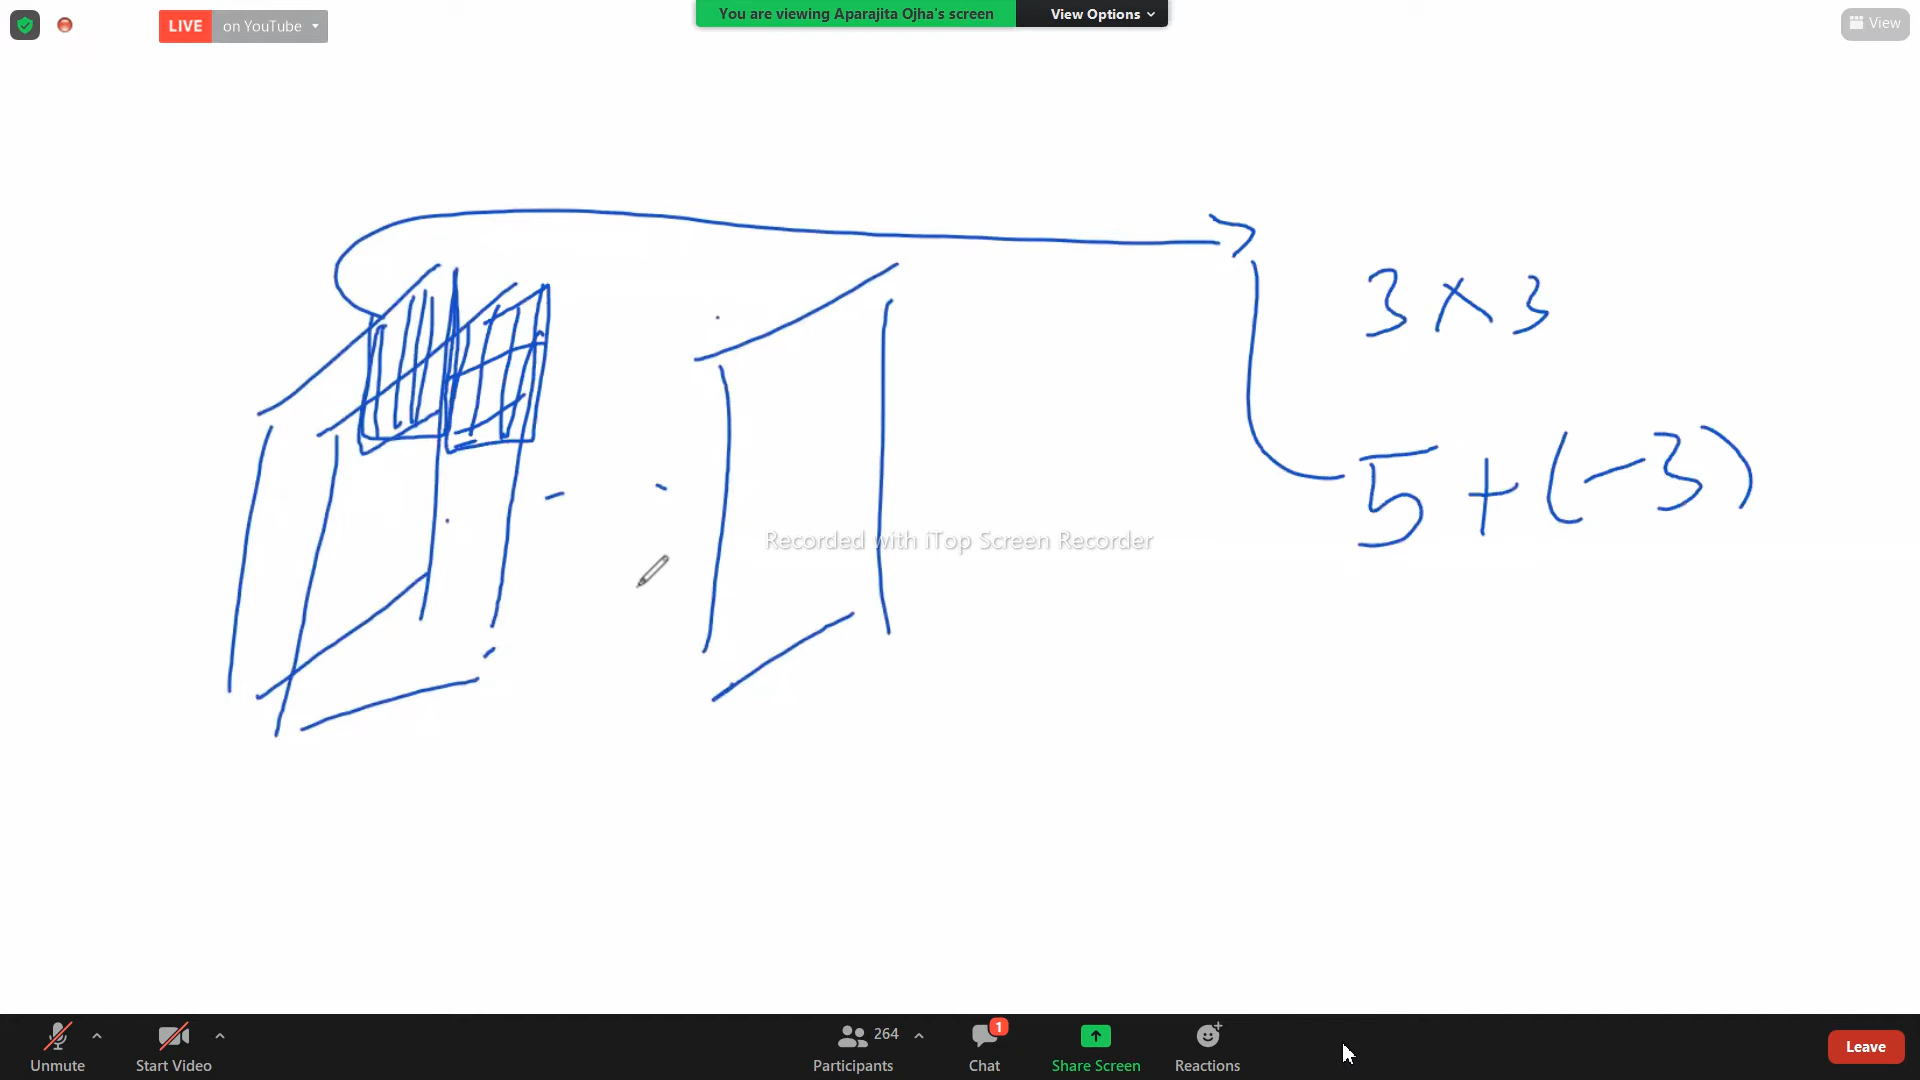 LIVE on YouTube
You are viewing Aparajita Ojha's screen View Options
View
3 × 3
5 + (-3)
Recorded with iTop Screen Recorder
264
1
Unmute Start Video Participants Chat Share Screen Reactions Leave